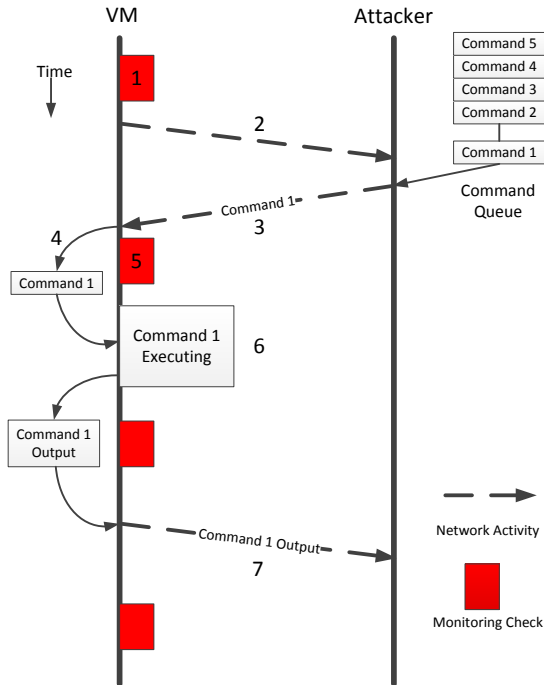 VM
Attacker
Time
1
2
Command 5
Command 4
Command 3
Command 2
Command 1
Command
Queue
Command 1
3
4
5
Command 1
Command 1
Executing
6
Command 1
Output
Command 1 Output
7
Network Activity
Monitoring Check